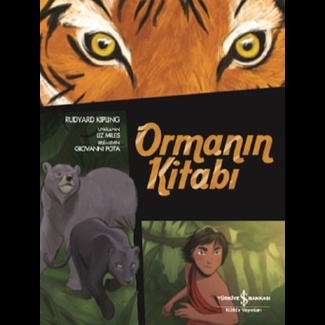 RUDYARD KIPLING
UYARLAYAN
LIZ MILES
RESİMLEYEN
GIOVANNI POTA
Ormanın
Kitabı
TÜRKİYE İŞ BANKASI
Kültür Yayınları